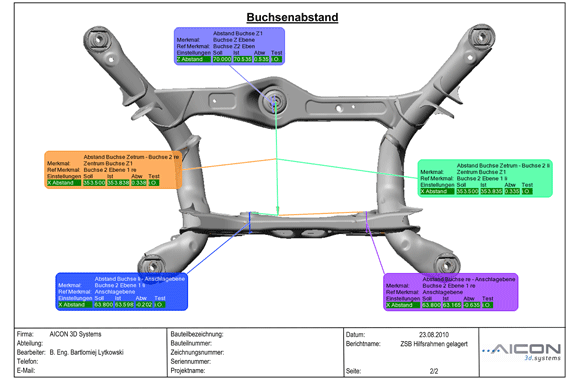 Buchsenabstand
Abstand Buchse Z1
Merkmal: Buchse Z Ebene
Ref Merkmal: Buchse Z2 Eben
Einstellungen Soll Ist Abw Test
Z Abstand 70.000 70.535 0.535 i.O.
Abstand Buchse Zetrum - Buchse 2 re
Merkmal: Zentrum Buchse Z1
Ref Merkmal: Buchse 2 Ebene 1 re
Einstellungen Soll Ist Abw Test
X Abstand 353.500 353.838 0.338 i.O.
Abstand Buchse Zetrum - Buchse 2 li
Merkmal: Zentrum Buchse Z1
Ref Merkmal: Buchse 2 Ebene 1 li
Einstellungen Soll Ist Abw Test
X Abstand 353.500 353.835 0.335 i.O.
Abstand Buchse li - Anschlagebene
Merkmal: Buchse 2 Ebene 1 li
Ref Merkmal: Anschlagebene
Einstellungen Soll Ist Abw Test
X Abstand 63.800 63.598 -0.202 i.O.
Abstand Buchse re - Anschlagebene
Merkmal: Buchse 2 Ebene 1 re
Ref Merkmal: Anschlagebene
Einstellungen Soll Ist Abw Test
X Abstand 63.800 63.165 -0.635 i.O.
Firma: AICON 3D Systems
Abteilung:
Bearbeiter: B. Eng. Bartlomiej Lytkowski
Telefon:
E-Mail:
Bauteilbezeichnung:
Bauteilnummer:
Zeichnungsnummer:
Seriennummer:
Projektname:
Datum: 23.08.2010
Berichtname: ZSB Hilfsrahmen gelagert
Seite: 2/2
AICON
3d.systems